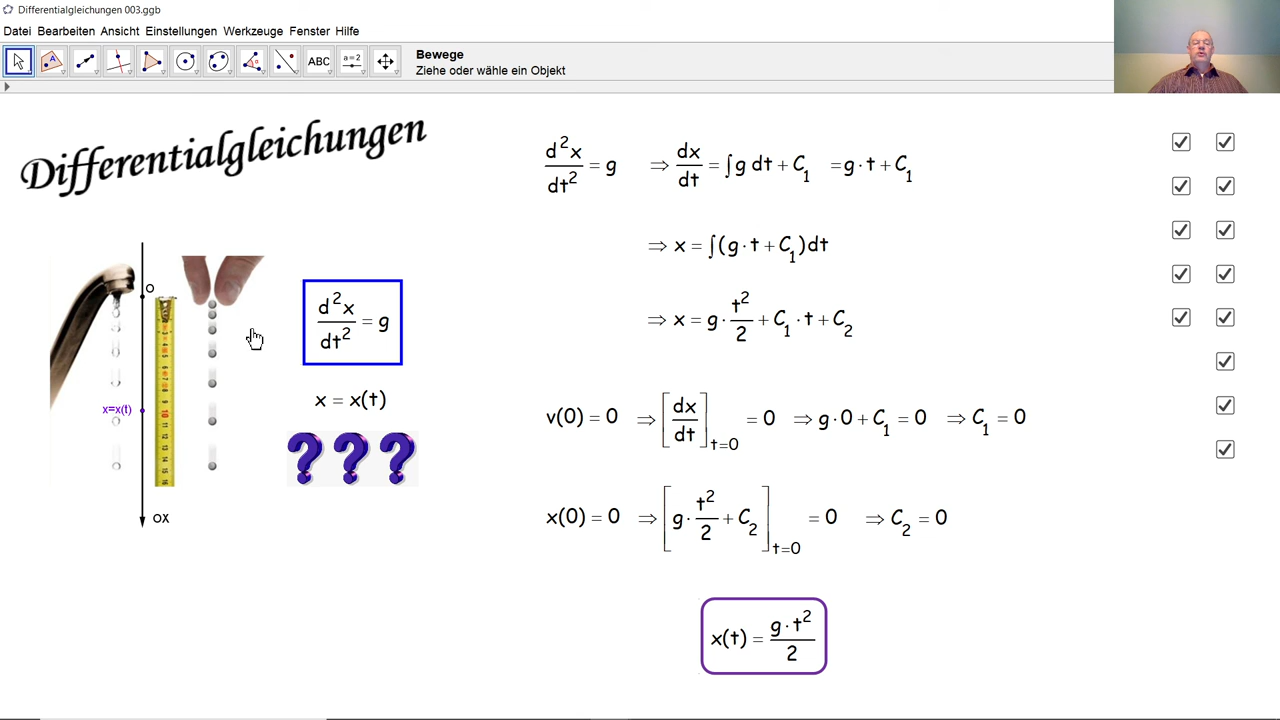 Differentialgleichungen 003.ggb
Datei Bearbeiten Ansicht Einstellungen Werkzeuge Fenster Hilfe
ABC
a=2
Bewege
Ziehe oder wähle ein Objekt
Differentialgleichungen
d²x/dt² = g ⇒ dx/dt = ∫g dt + C₁ = g·t + C₁
⇒ x = ∫(g·t + C₁)dt
⇒ x = g·t²/2 + C₁·t + C₂
O
d²x/dt² = g
x = x(t)
x=x(t)
???
OX
v(0) = 0 ⇒ [dx/dt]t=0 = 0 ⇒ g·0 + C₁ = 0 ⇒ C₁ = 0
x(0) = 0 ⇒ [g·t²/2 + C₂]t=0 = 0 ⇒ C₂ = 0
x(t) = g·t²/2